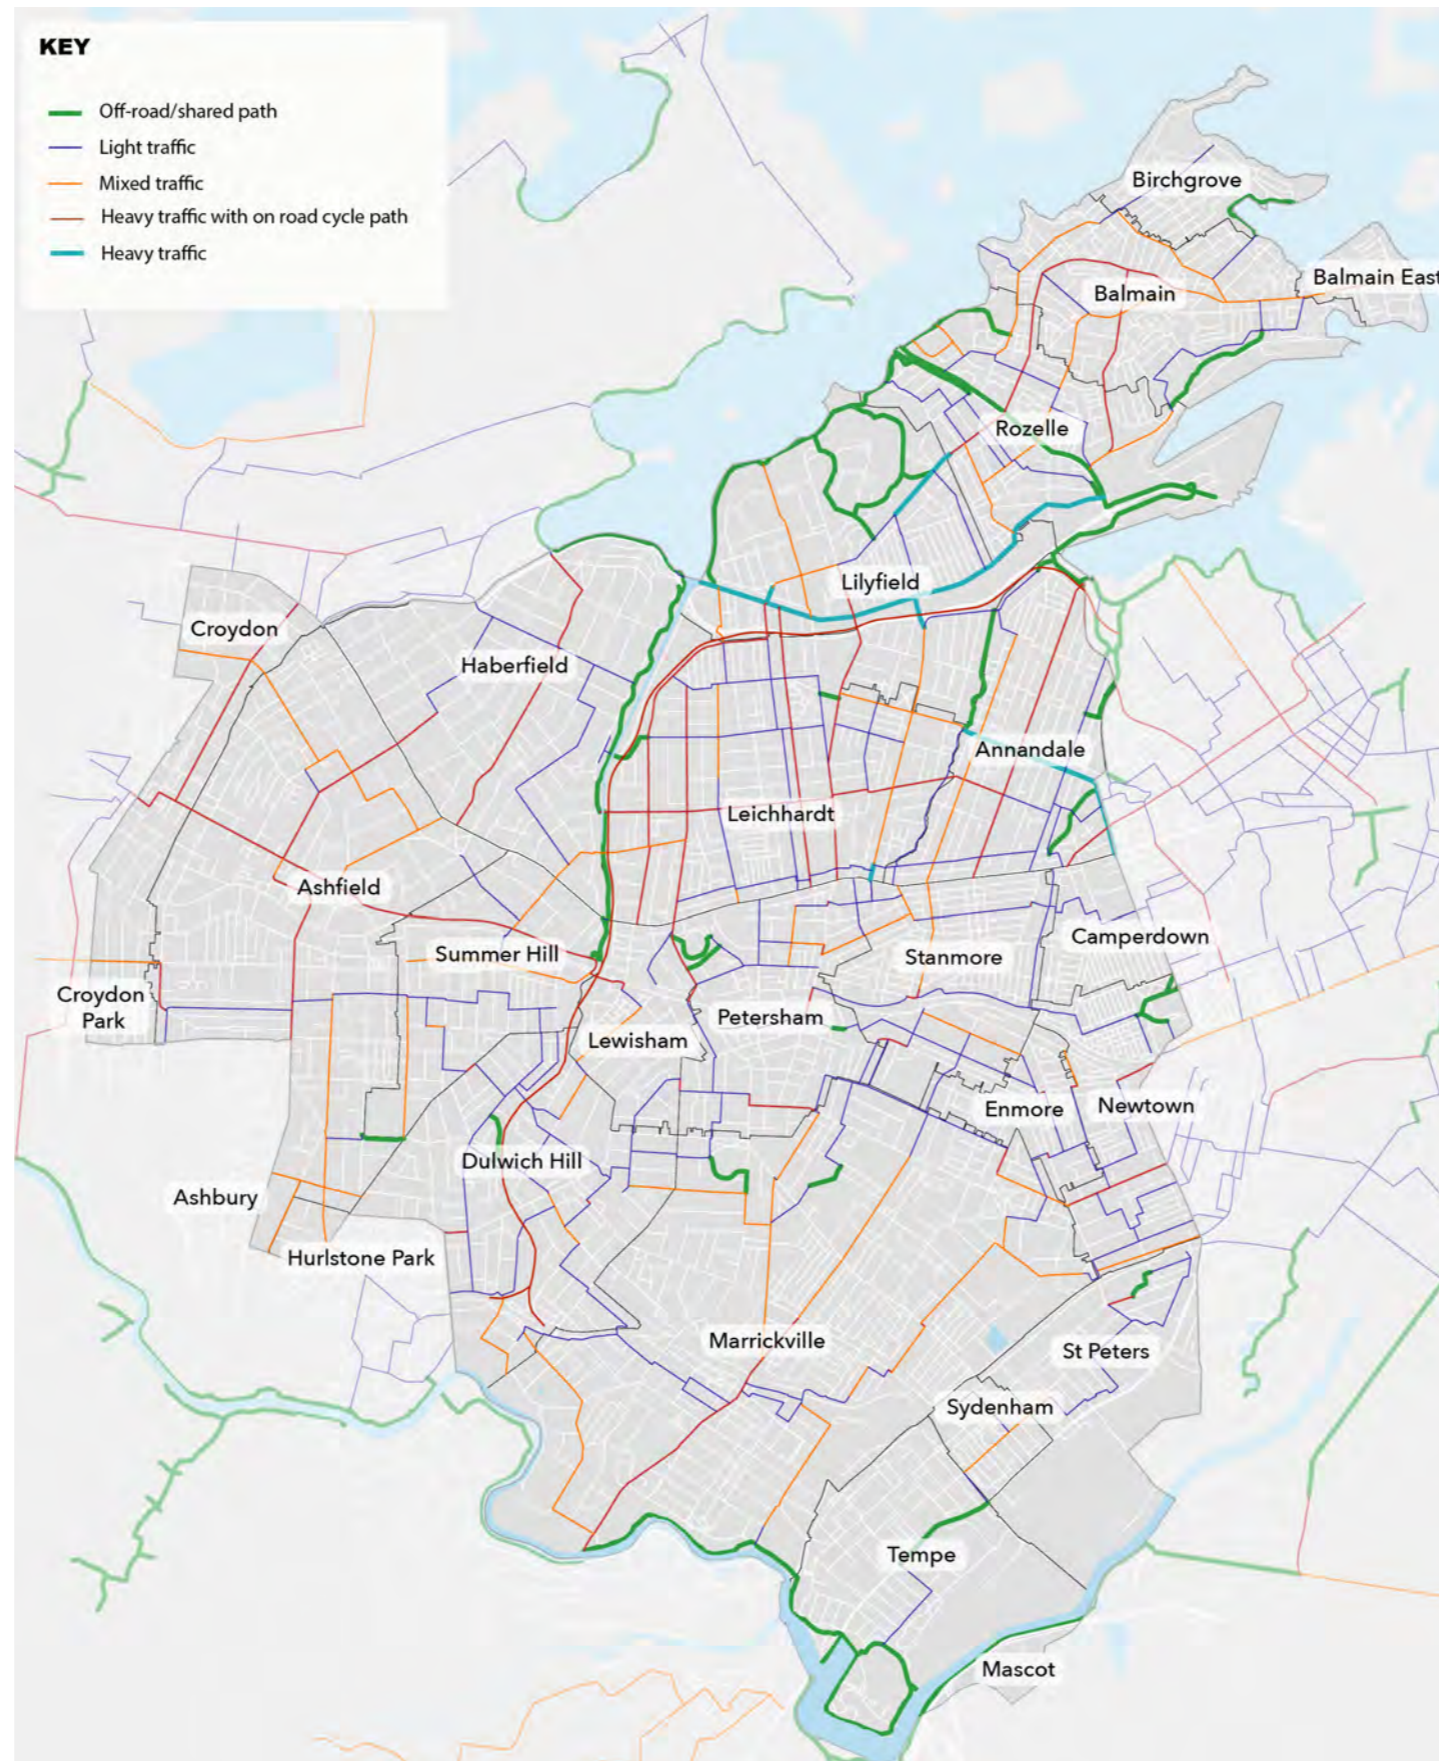 KEY
Off-road/shared path
Light traffic
Mixed traffic
Heavy traffic with on road cycle path
Heavy traffic
Birchgrove
Balmain East
Balmain
Rozelle
Lilyfield
Croydon
Haberfield
Annandale
Leichhardt
Ashfield
Camperdown
Summer Hill
Stanmore
Croydon
Park
Petersham
Lewisham
Enmore
Newtown
Dulwich Hill
Ashbury
Hurlstone Park
Marrickville
St Peters
Sydenham
Tempe
Mascot